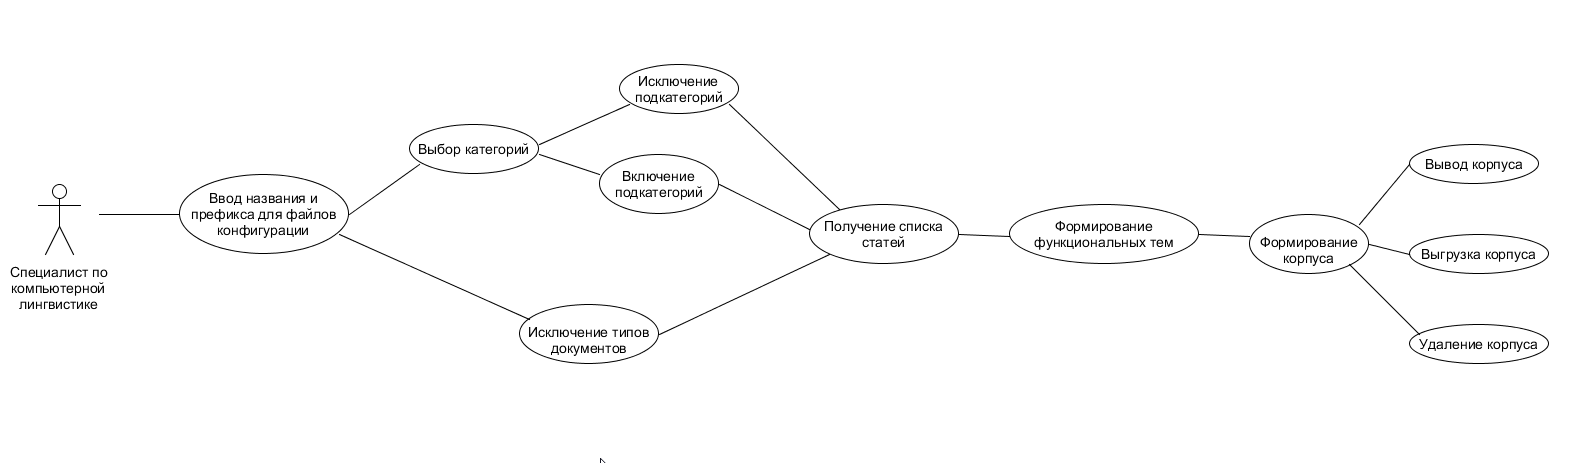 Специалист по
компьютерной
лингвистике
Ввод названия и
префикса для файлов
конфигурации
Выбор категорий
Исключение
подкатегорий
Включение
подкатегорий
Исключение типов
документов
Получение списка
статей
Формирование
функциональных тем
Формирование
корпуса
Вывод корпуса
Выгрузка корпуса
Удаление корпуса